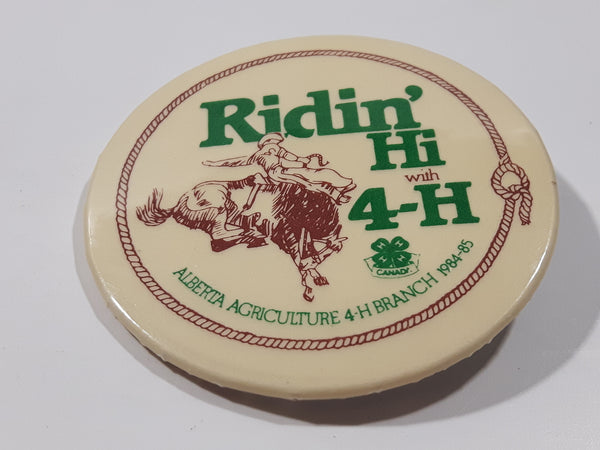 Ridin'
Hi
with
4-H
CANADA
ALBERTA AGRICULTURE 4-H BRANCH 1984-85